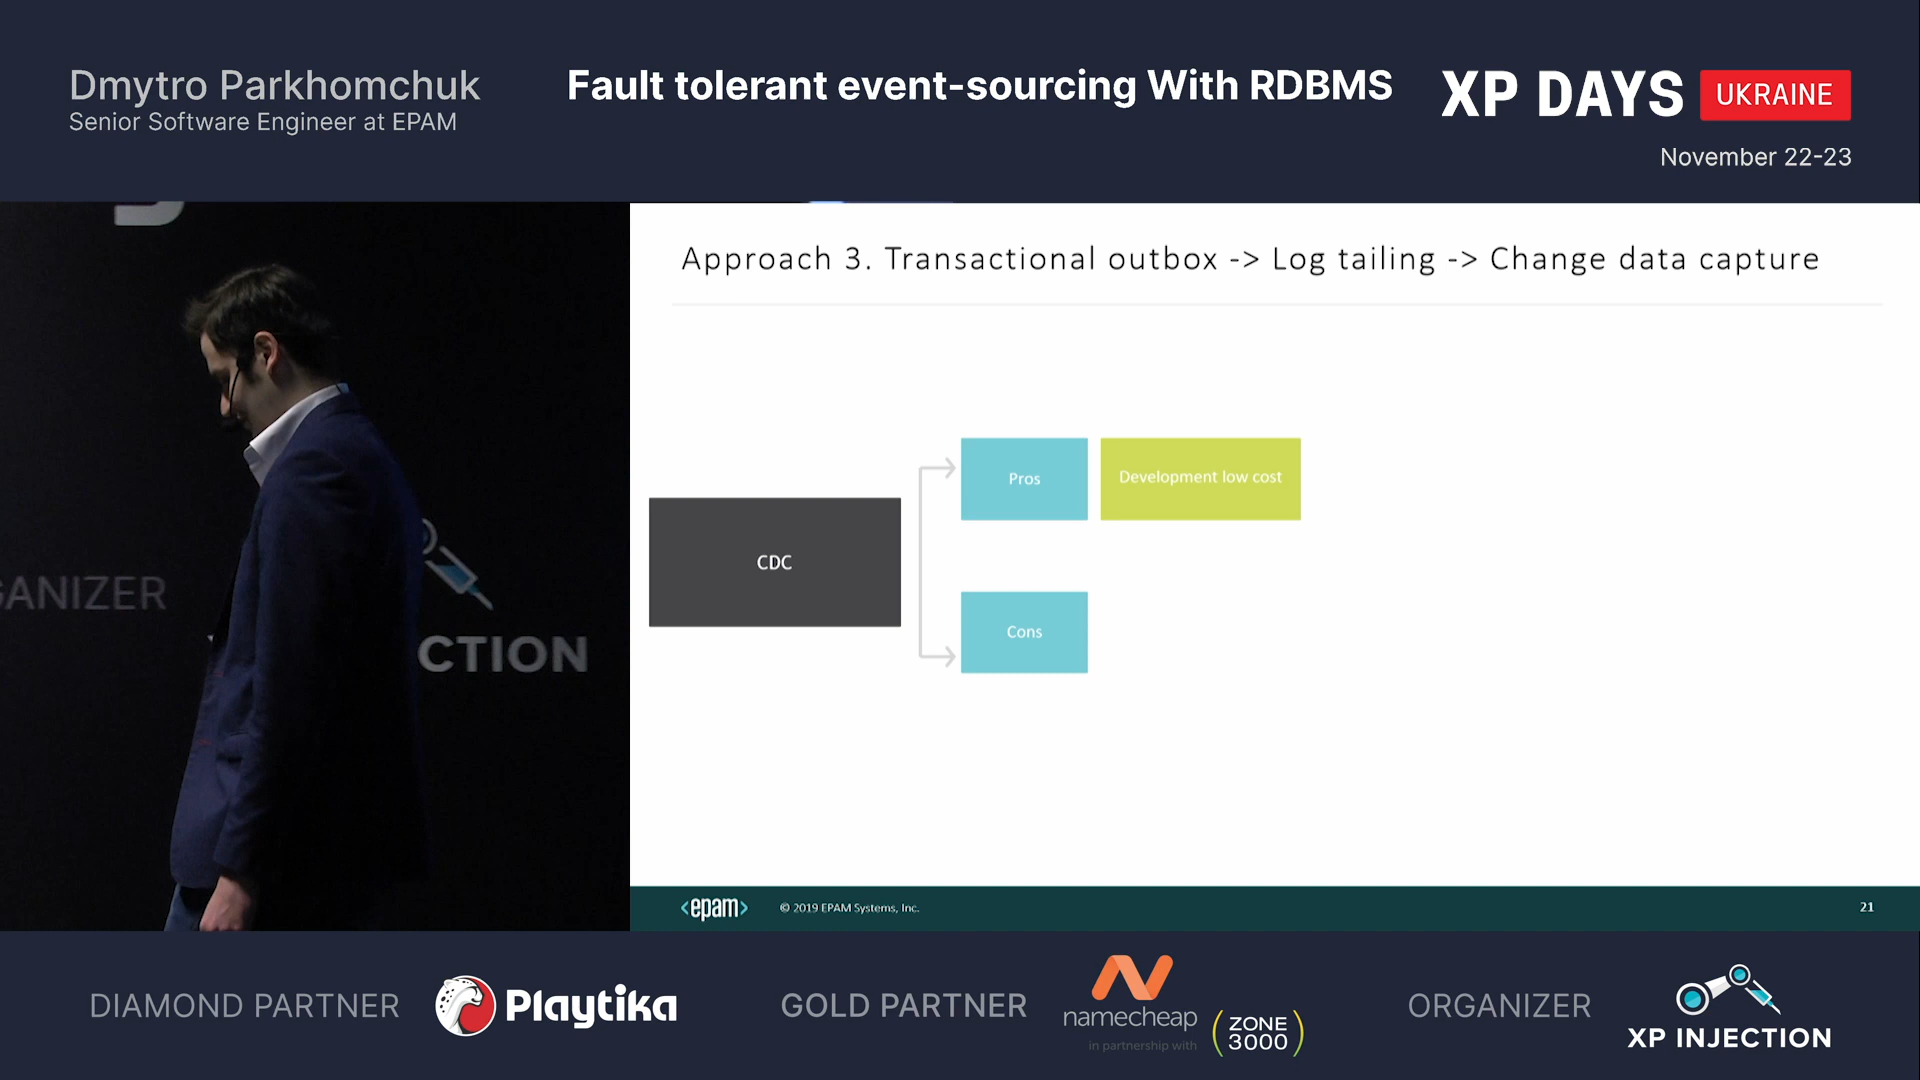 Dmytro Parkhomchuk
Senior Software Engineer at EPAM
Fault tolerant event-sourcing With RDBMS
XP DAYS UKRAINE
November 22-23
GANIZER
CTION
Approach 3. Transactional outbox -> Log tailing -> Change data capture
CDC
Pros
Development low cost
Cons
<epam>
© 2019 EPAM Systems, Inc.
21
DIAMOND PARTNER
Playtika
GOLD PARTNER
namecheap
in partnership with
ZONE
3000
ORGANIZER
XP INJECTION